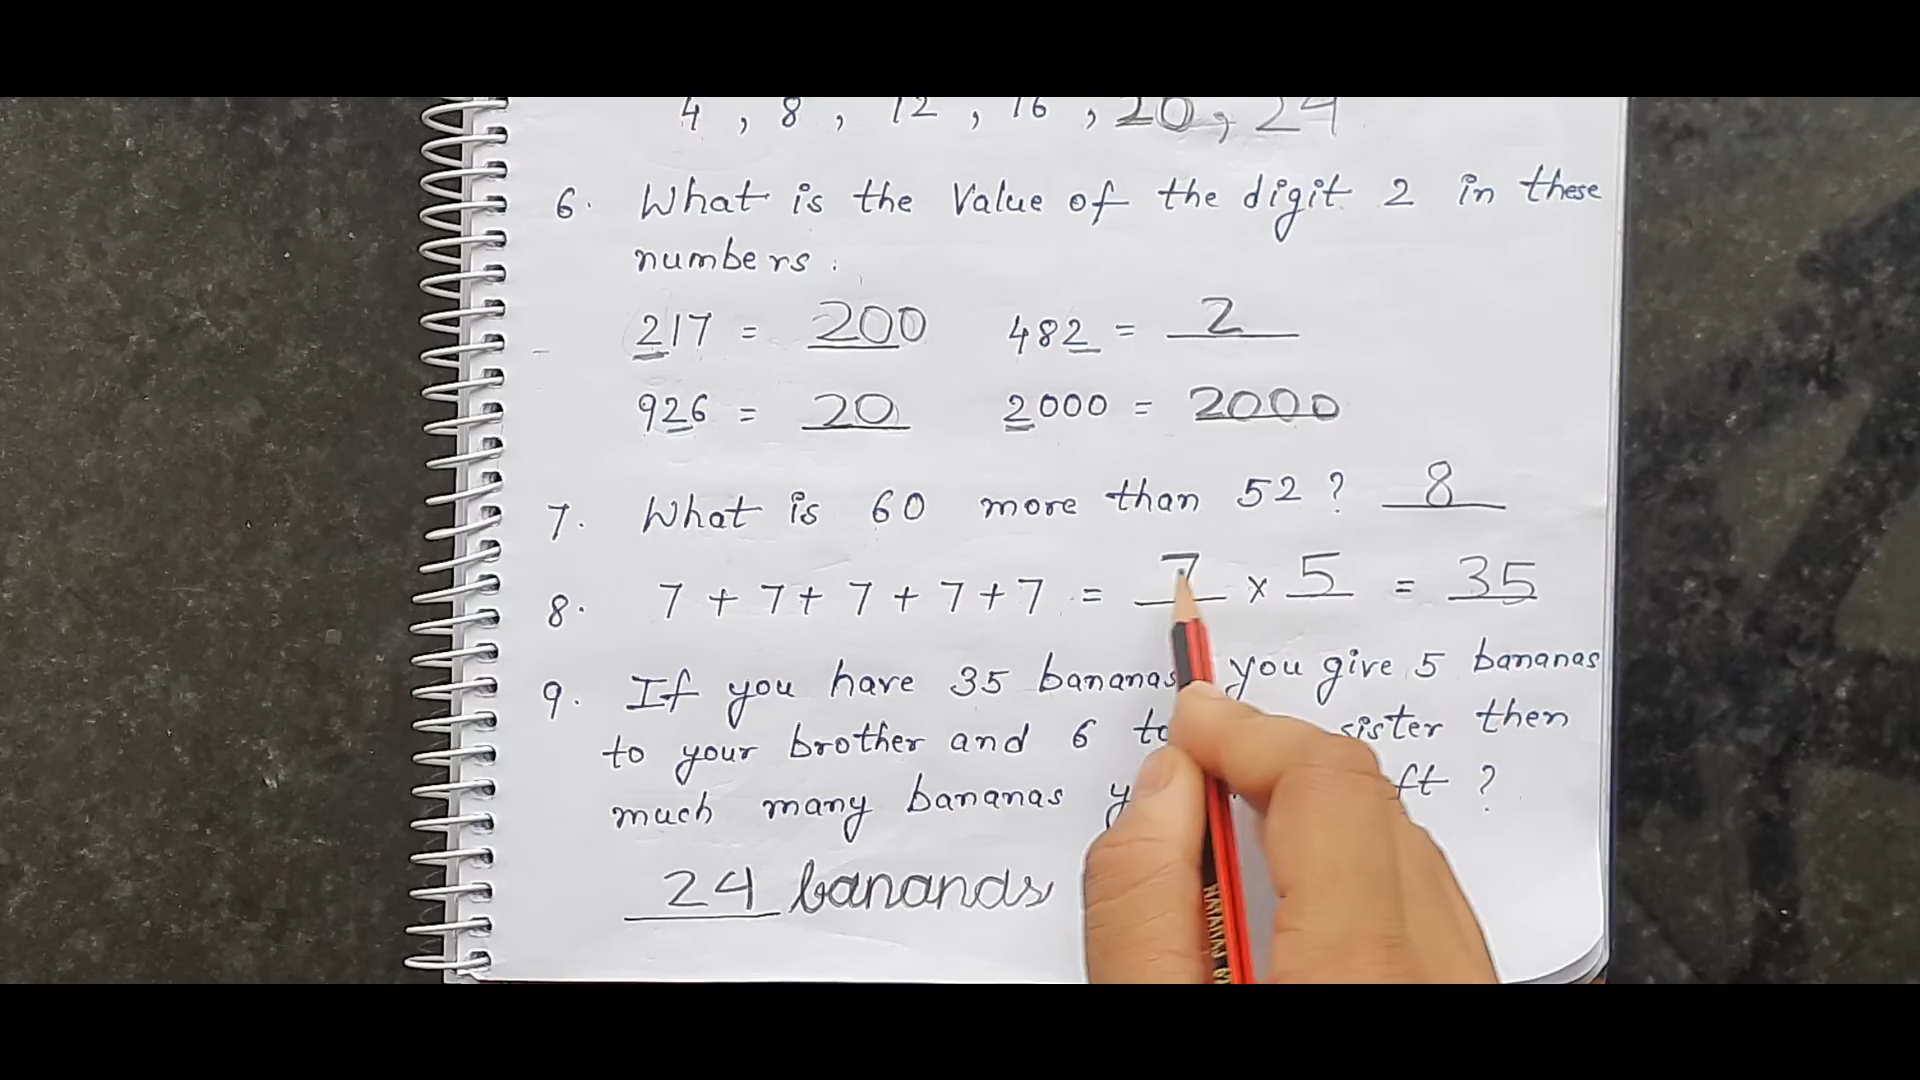 4 , 8 , 12 , 16 , 20 , 24
6. What is the Value of the digit 2 in these
numbers.
217 = 200 482 = 2
926 = 20 2000 = 2000
7. What is 60 more than 52 ? 8
8. 7 + 7 + 7 + 7 + 7 = 7 x 5 = 35
9. If you have 35 bananas you give 5 bananas
to your brother and 6 to sister then
much many bananas ?
24 bananas